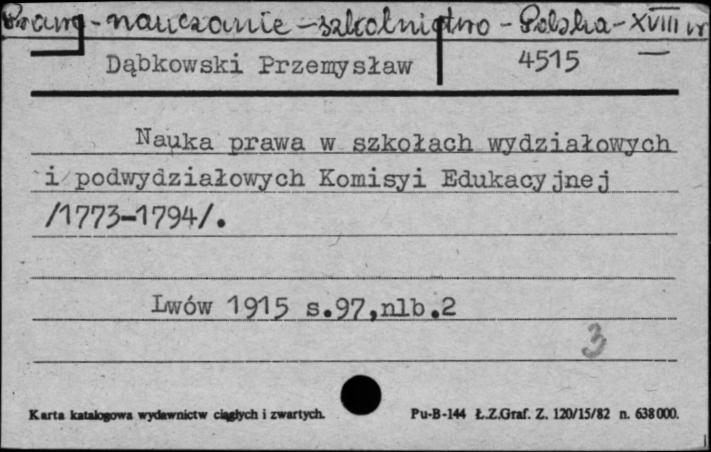 Prawo - nauczanie - szkolnictwo - Polska - XVIII w
Dąbkowski Przemysław
4515
Nauka prawa w szkołach wydziałowych
i podwydziałowych Komisyi Edukacyjnej
/1773-1794/.
Lwów 1915 s.97,nlb.2
3
Karta katalogowa wydawnictw ciągłych i zwartych.
Pu-B-144 Ł.Z.Graf. Z. 120/15/82 n. 638000.